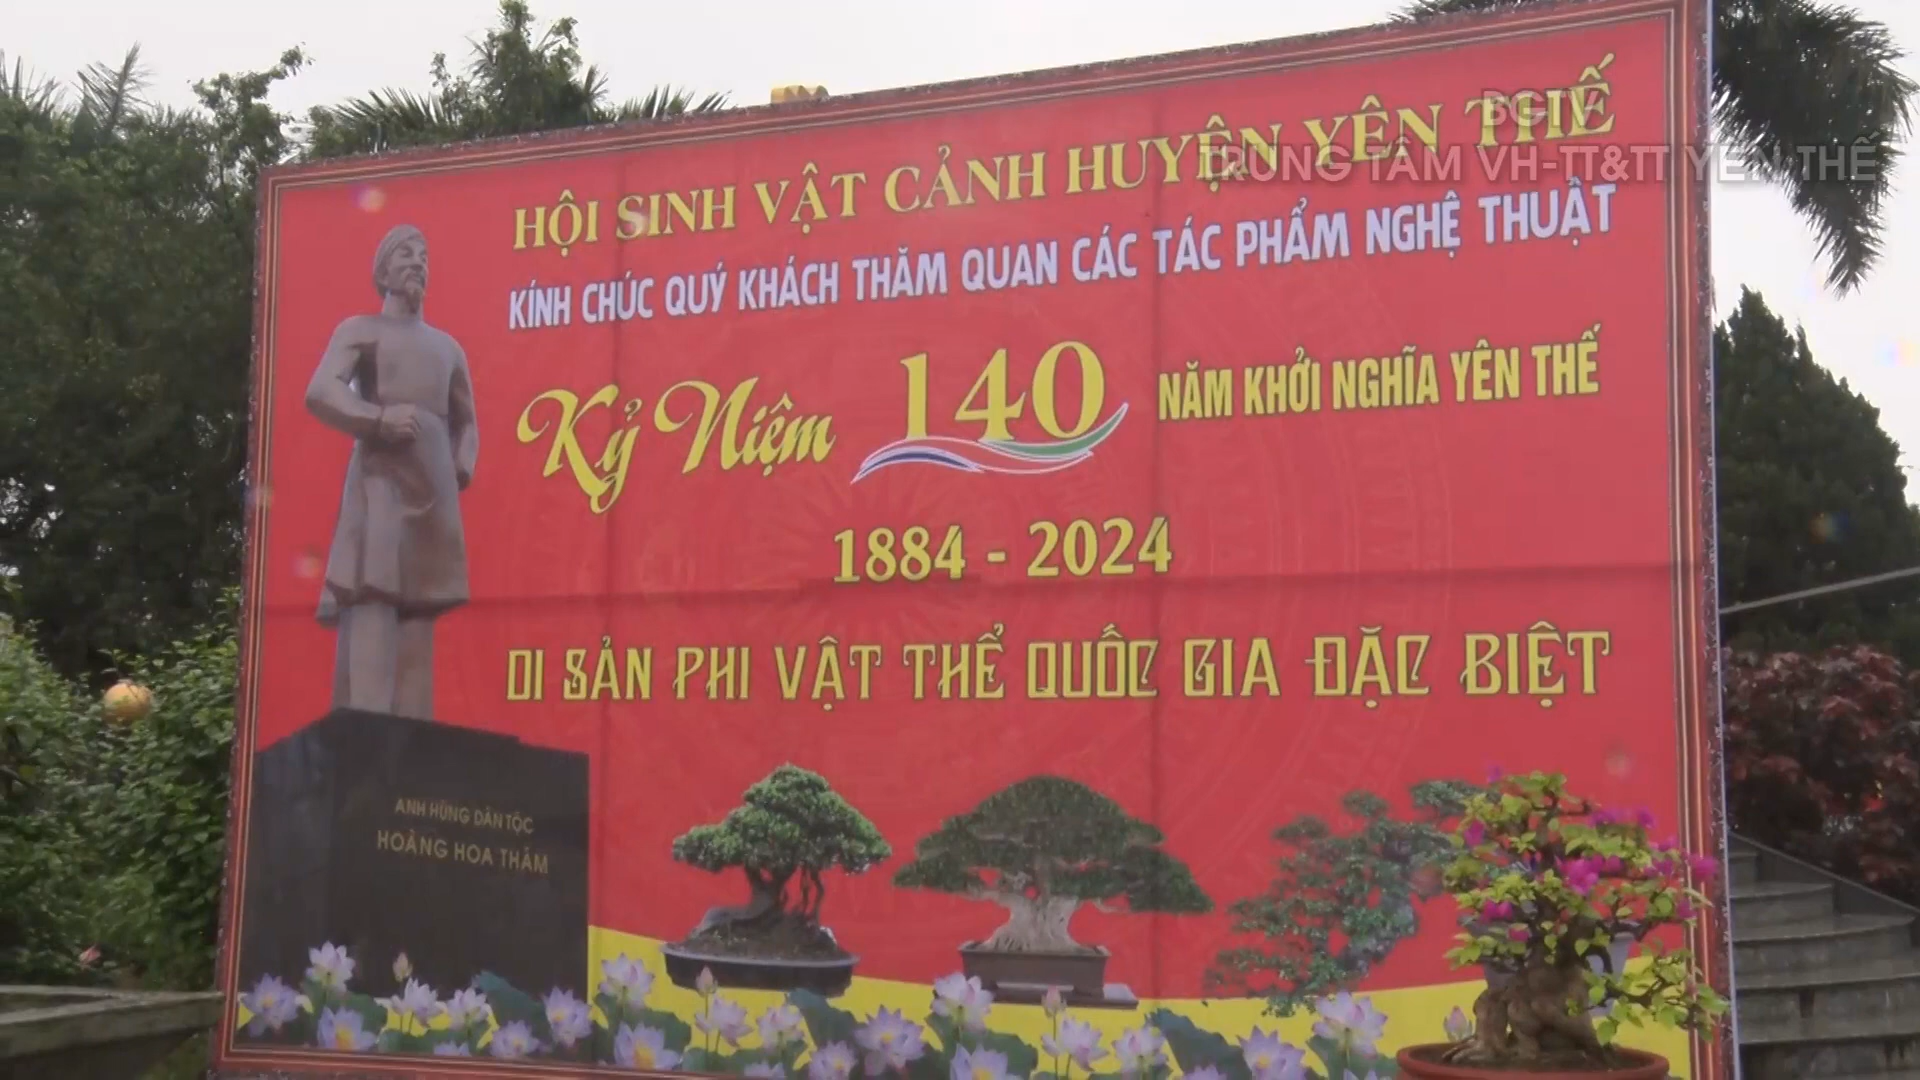 BGTV
TRUNG TÂM VH-TT&TT YÊN THẾ
HỘI SINH VẬT CẢNH HUYỆN YÊN THẾ
KÍNH CHÚC QUÝ KHÁCH THĂM QUAN CÁC TÁC PHẨM NGHỆ THUẬT
Kỷ Niệm 140 NĂM KHỞI NGHĨA YÊN THẾ
1884 - 2024
DI SẢN PHI VẬT THỂ QUỐC GIA ĐẶC BIỆT
ANH HÙNG DÂN TỘC
HOÀNG HOA THÁM